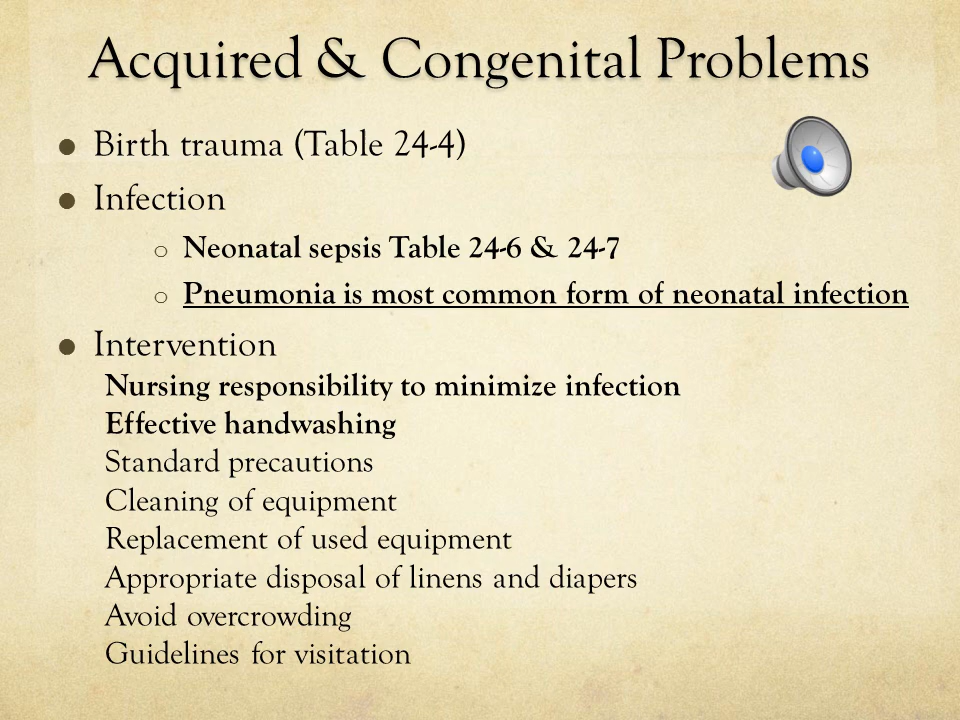 Acquired & Congenital Problems
● Birth trauma (Table 24-4)
● Infection
o Neonatal sepsis Table 24-6 & 24-7
o Pneumonia is most common form of neonatal infection
● Intervention
Nursing responsibility to minimize infection
Effective handwashing
Standard precautions
Cleaning of equipment
Replacement of used equipment
Appropriate disposal of linens and diapers
Avoid overcrowding
Guidelines for visitation